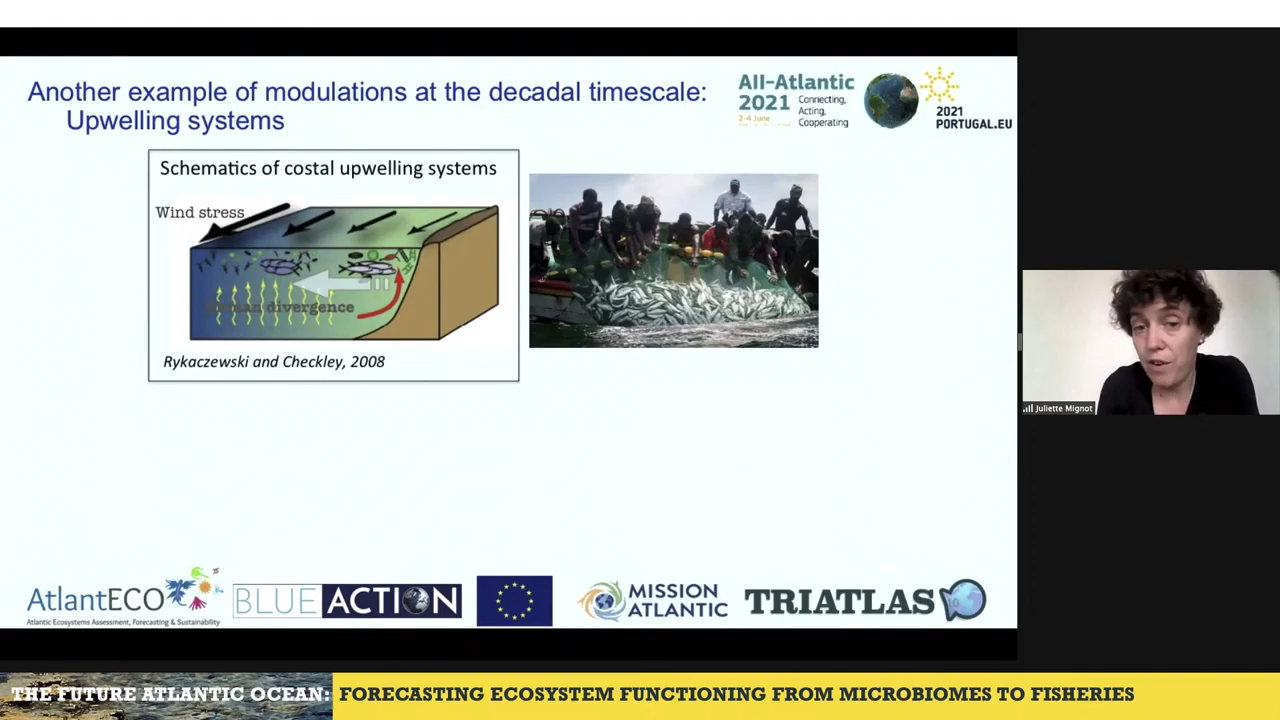 Another example of modulations at the decadal timescale:
Upwelling systems
All-Atlantic
2021
Connecting,
Acting,
Cooperating
2-4 June
2021
PORTUGAL.EU
Schematics of costal upwelling systems
Wind stress
divergence
Rykaczewski and Checkley, 2008
Juliette Mignot
AtlantECO
Atlantic Ecosystems Assessment, Forecasting & Sustainability
BLUE ACTION
MISSION
ATLANTIC
TRIATLAS
THE FUTURE ATLANTIC OCEAN: FORECASTING ECOSYSTEM FUNCTIONING FROM MICROBIOMES TO FISHERIES